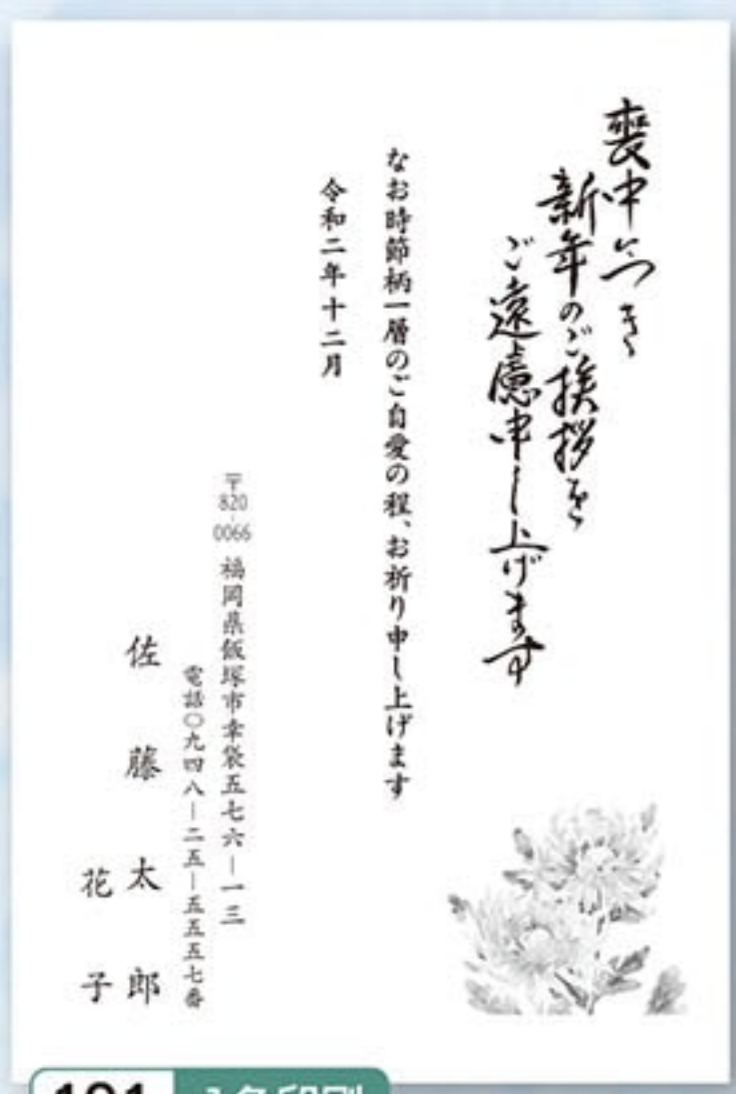 喪中につき
新年のご挨拶を
ご遠慮申し上げます
なお時節柄一層のご自愛の程、お祈り申し上げます
令和二年十二月
〒820-0066 福岡県飯塚市幸袋五七六―一三
電話〇九四八―二五―五五五七番
佐藤 太郎
花子